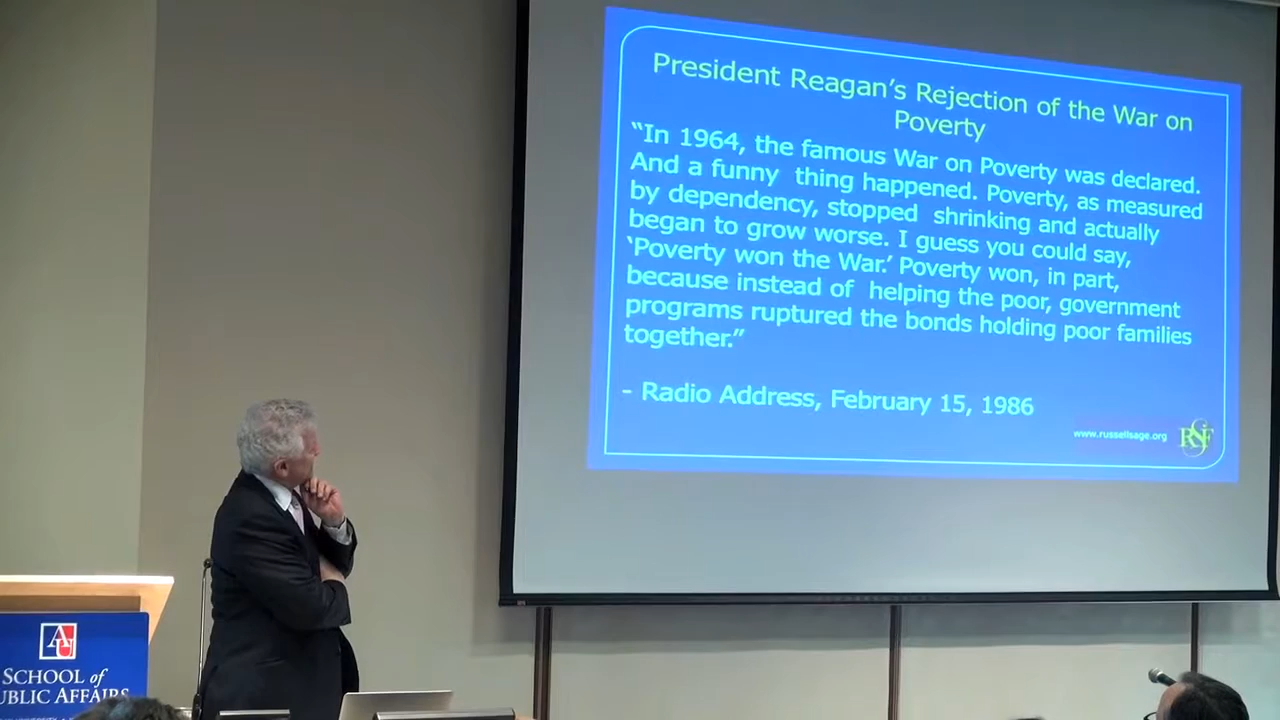 President Reagan's Rejection of the War on
Poverty
“In 1964, the famous War on Poverty was declared.
And a funny thing happened. Poverty, as measured
by dependency, stopped shrinking and actually
began to grow worse. I guess you could say,
‘Poverty won the War.’ Poverty won, in part,
because instead of helping the poor, government
programs ruptured the bonds holding poor families
together.”
- Radio Address, February 15, 1986
www.russellsage.org
RSF
AU
SCHOOL of
PUBLIC AFFAIRS